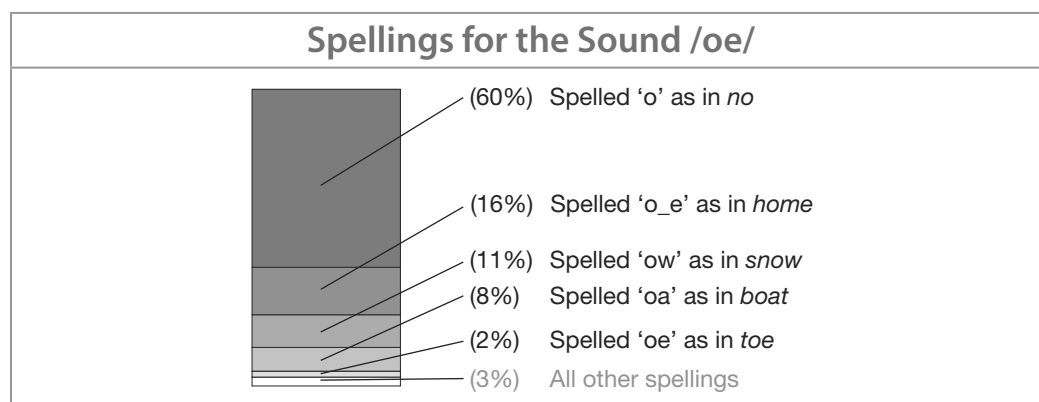 Spellings for the Sound /oe/
(60%) Spelled ‘o’ as in no
(16%) Spelled ‘o_e’ as in home
(11%) Spelled ‘ow’ as in snow
(8%) Spelled ‘oa’ as in boat
(2%) Spelled ‘oe’ as in toe
(3%) All other spellings